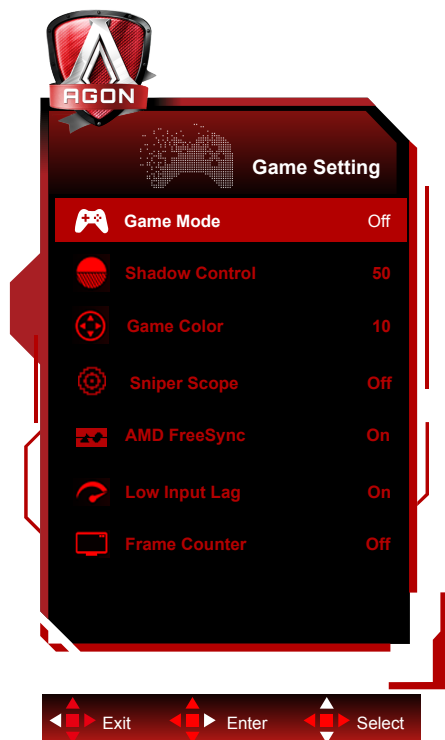 AGON
Game Setting
Game Mode Off
Shadow Control 50
Game Color 10
Sniper Scope Off
AMD FreeSync On
Low Input Lag On
Frame Counter Off
Exit Enter Select